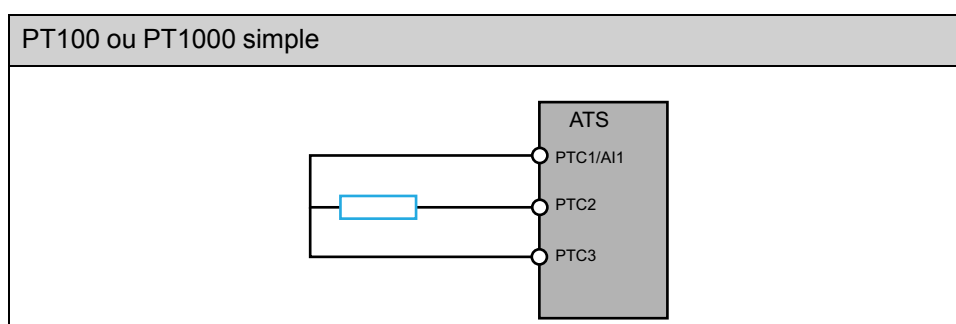 PT100 ou PT1000 simple
ATS
PTC1/AI1
PTC2
PTC3